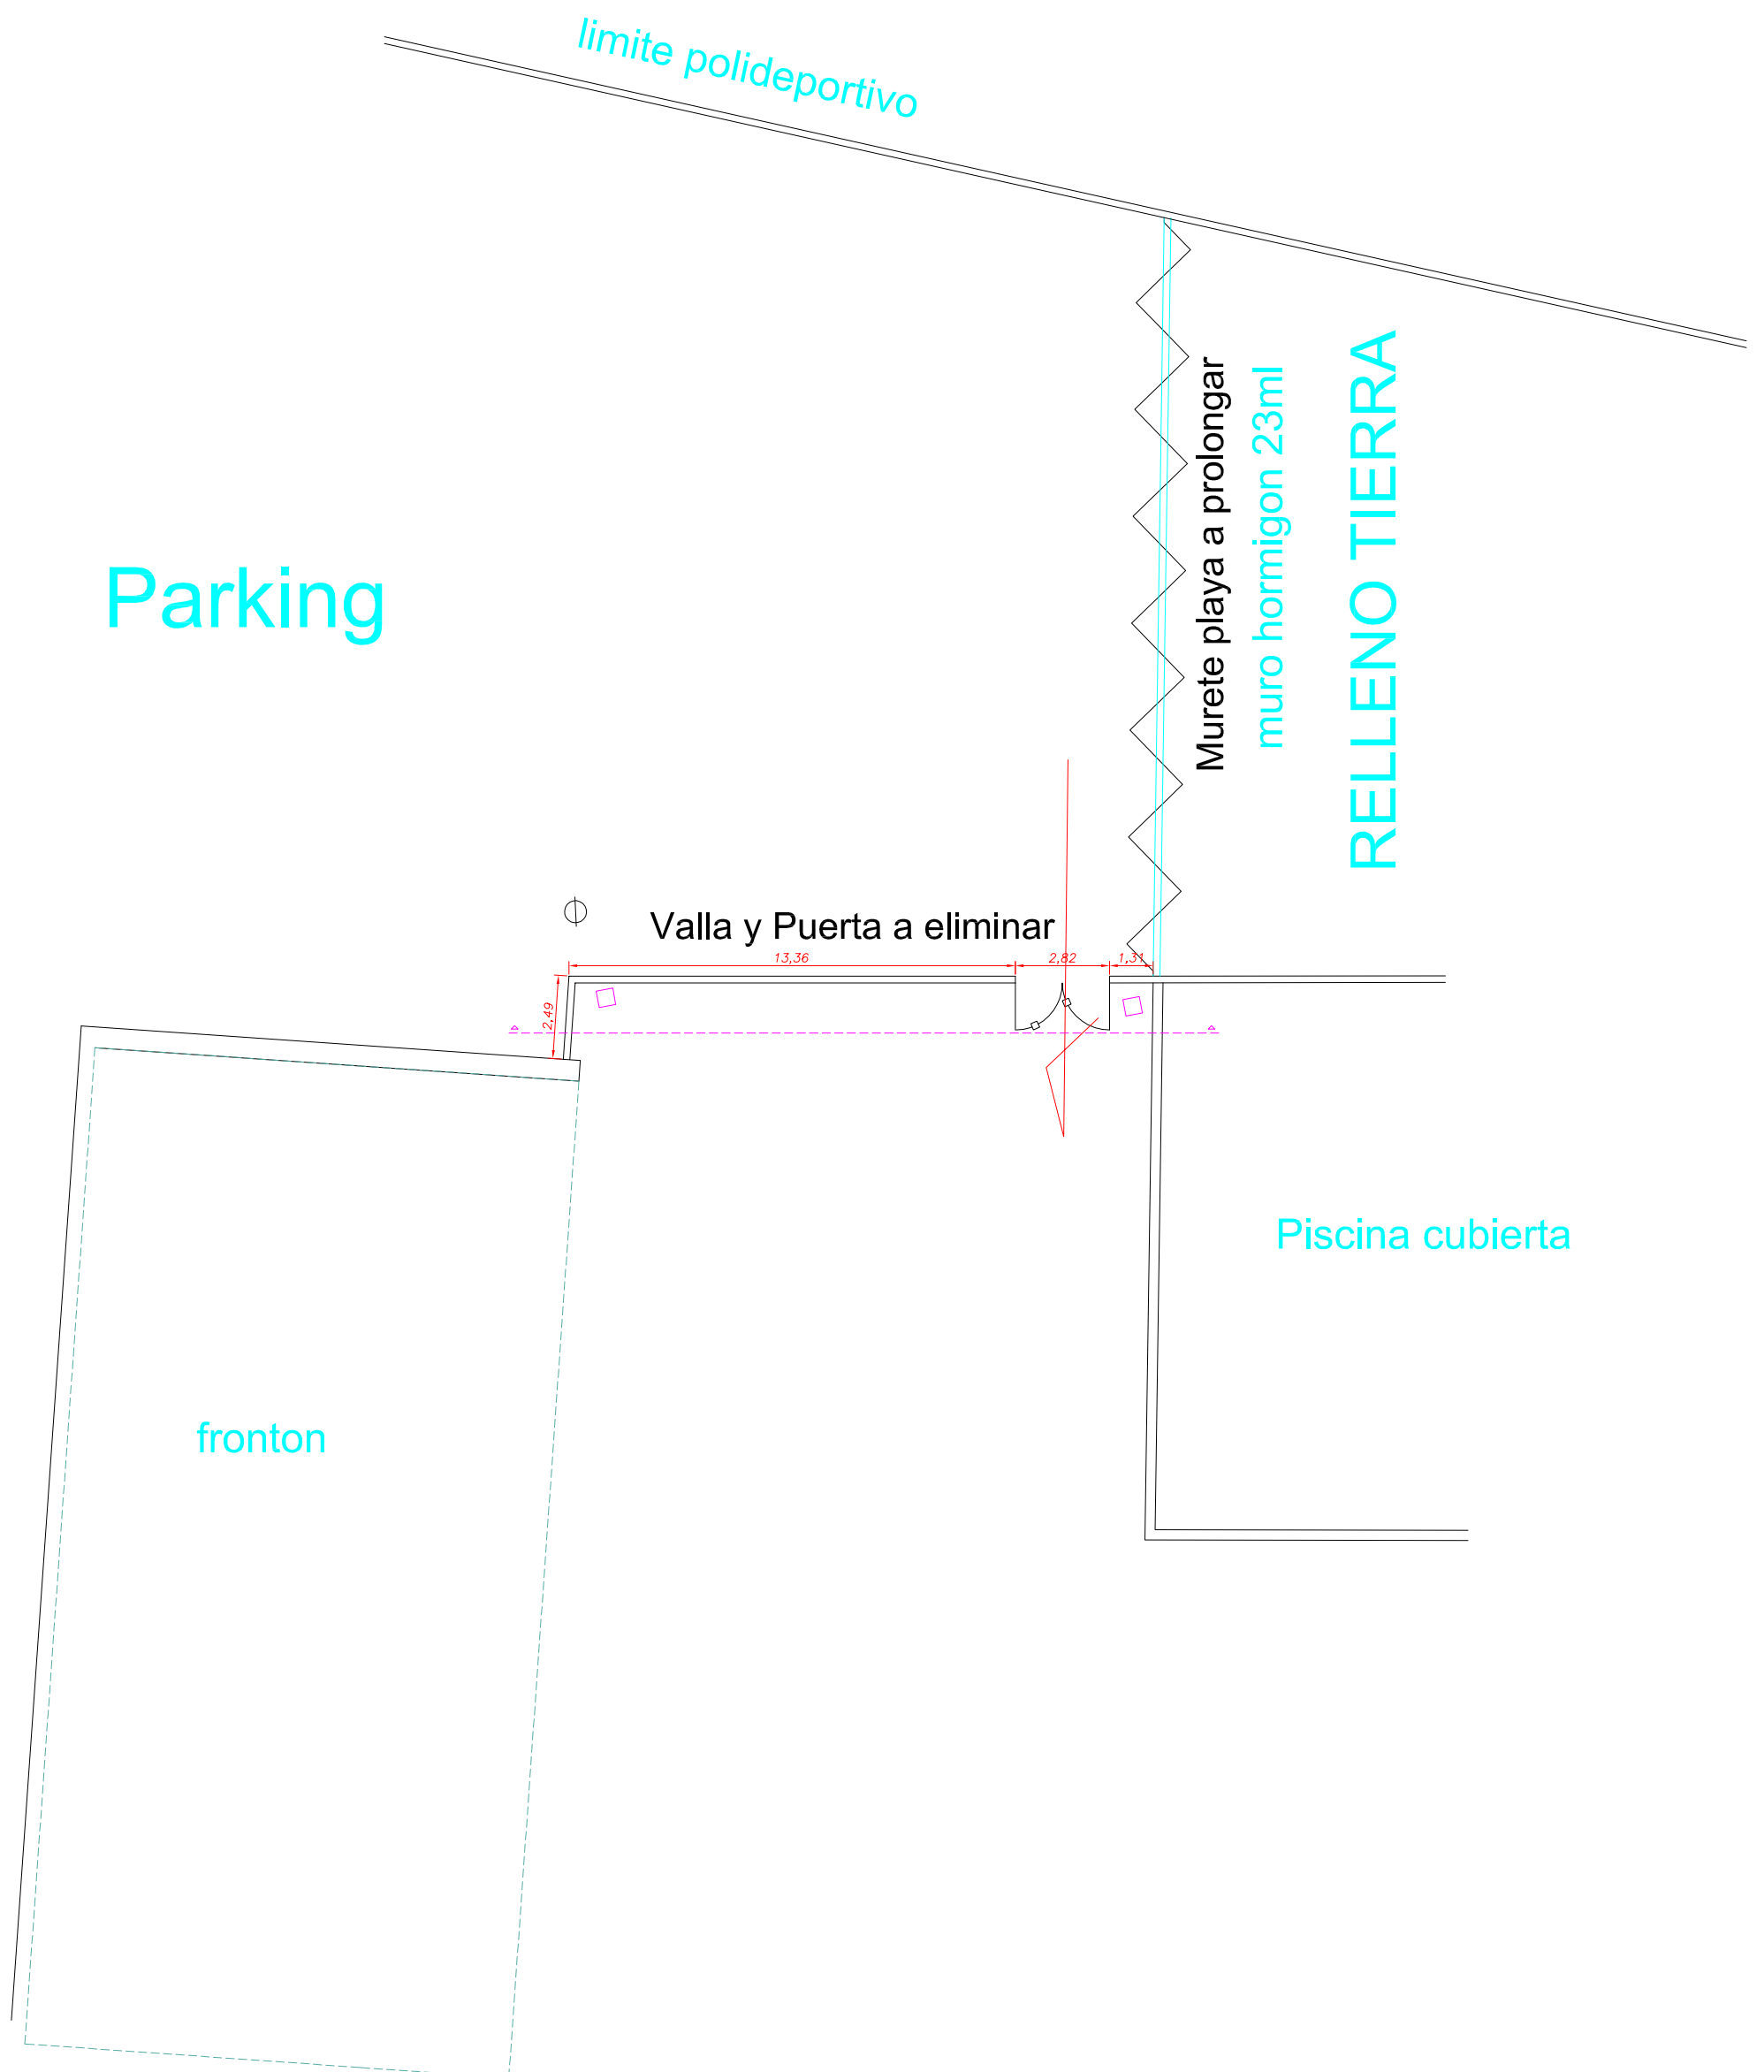 limite polideportivo
Murete playa a prolongar
muro hormigon 23ml
RELLENO TIERRA
Parking
Valla y Puerta a eliminar
13,36
2,82
1,31
2,49
Piscina cubierta
fronton